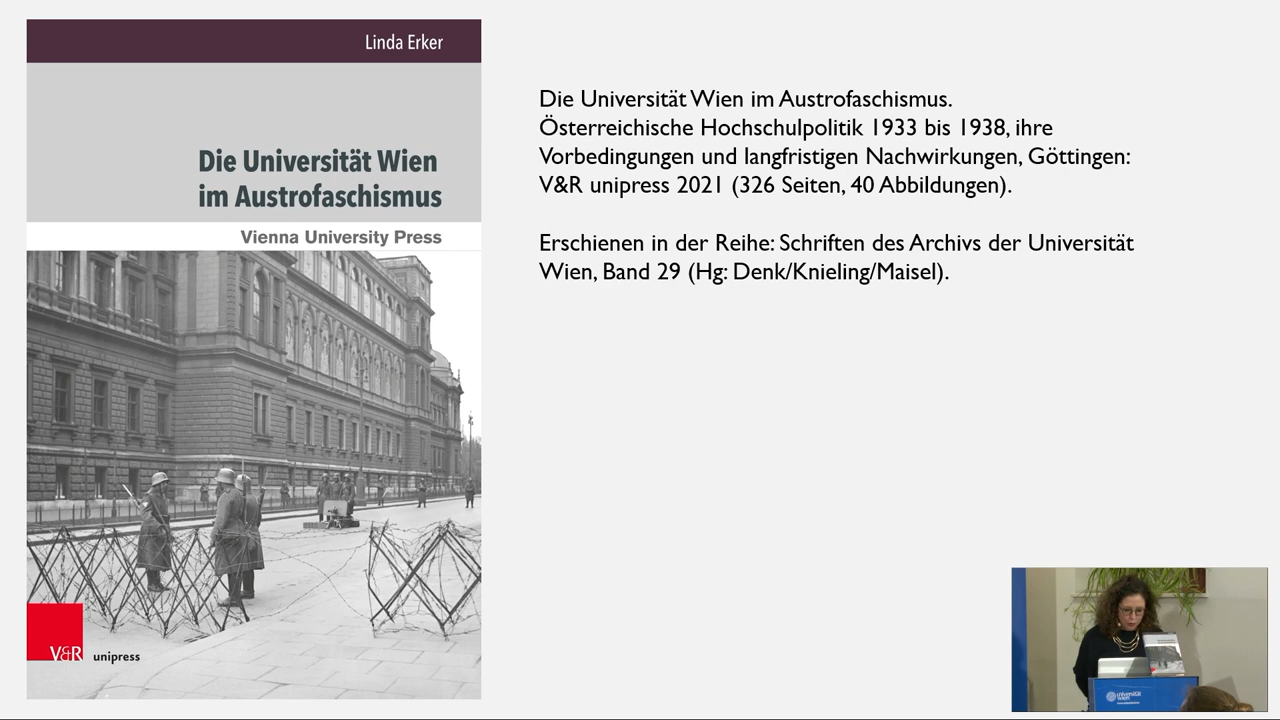 Linda Erker
Die Universität Wien
im Austrofaschismus
Vienna University Press
V&R unipress
Die Universität Wien im Austrofaschismus.
Österreichische Hochschulpolitik 1933 bis 1938, ihre
Vorbedingungen und langfristigen Nachwirkungen, Göttingen:
V&R unipress 2021 (326 Seiten, 40 Abbildungen).
Erschienen in der Reihe: Schriften des Archivs der Universität
Wien, Band 29 (Hg: Denk/Knieling/Maisel).
universität
wien